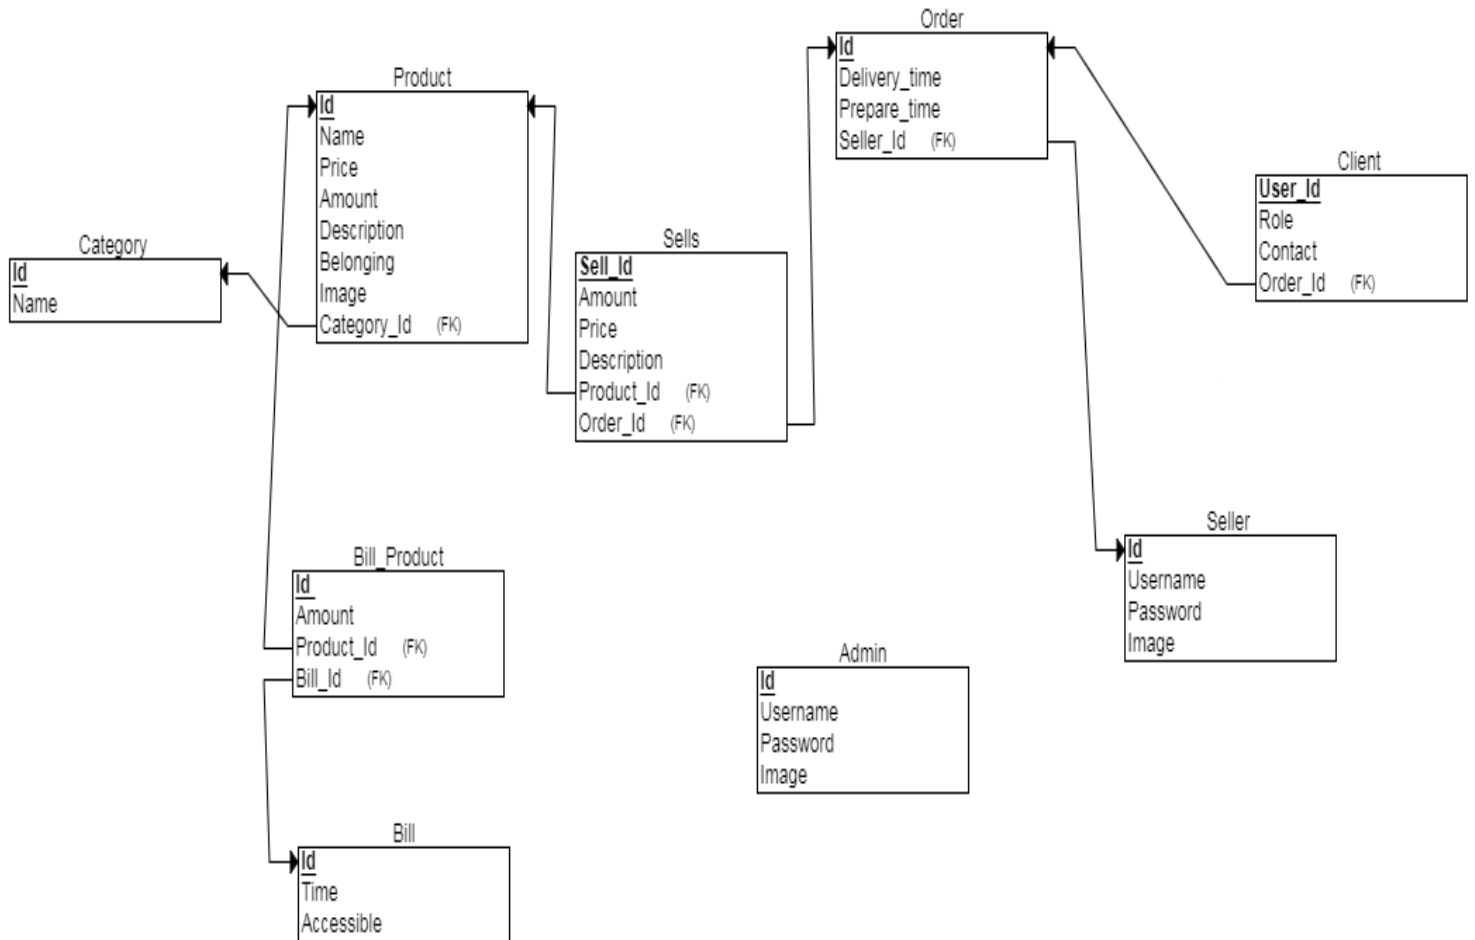 Order
Id
Delivery_time
Prepare_time
Seller_Id (FK)
Product
Id
Name
Price
Amount
Description
Belonging
Image
Category_Id (FK)
Client
User_Id
Role
Contact
Order_Id (FK)
Category
Id
Name
Sells
Sell_Id
Amount
Price
Description
Product_Id (FK)
Order_Id (FK)
Seller
Id
Username
Password
Image
Bill_Product
Id
Amount
Product_Id (FK)
Bill_Id (FK)
Admin
Id
Username
Password
Image
Bill
Id
Time
Accessible